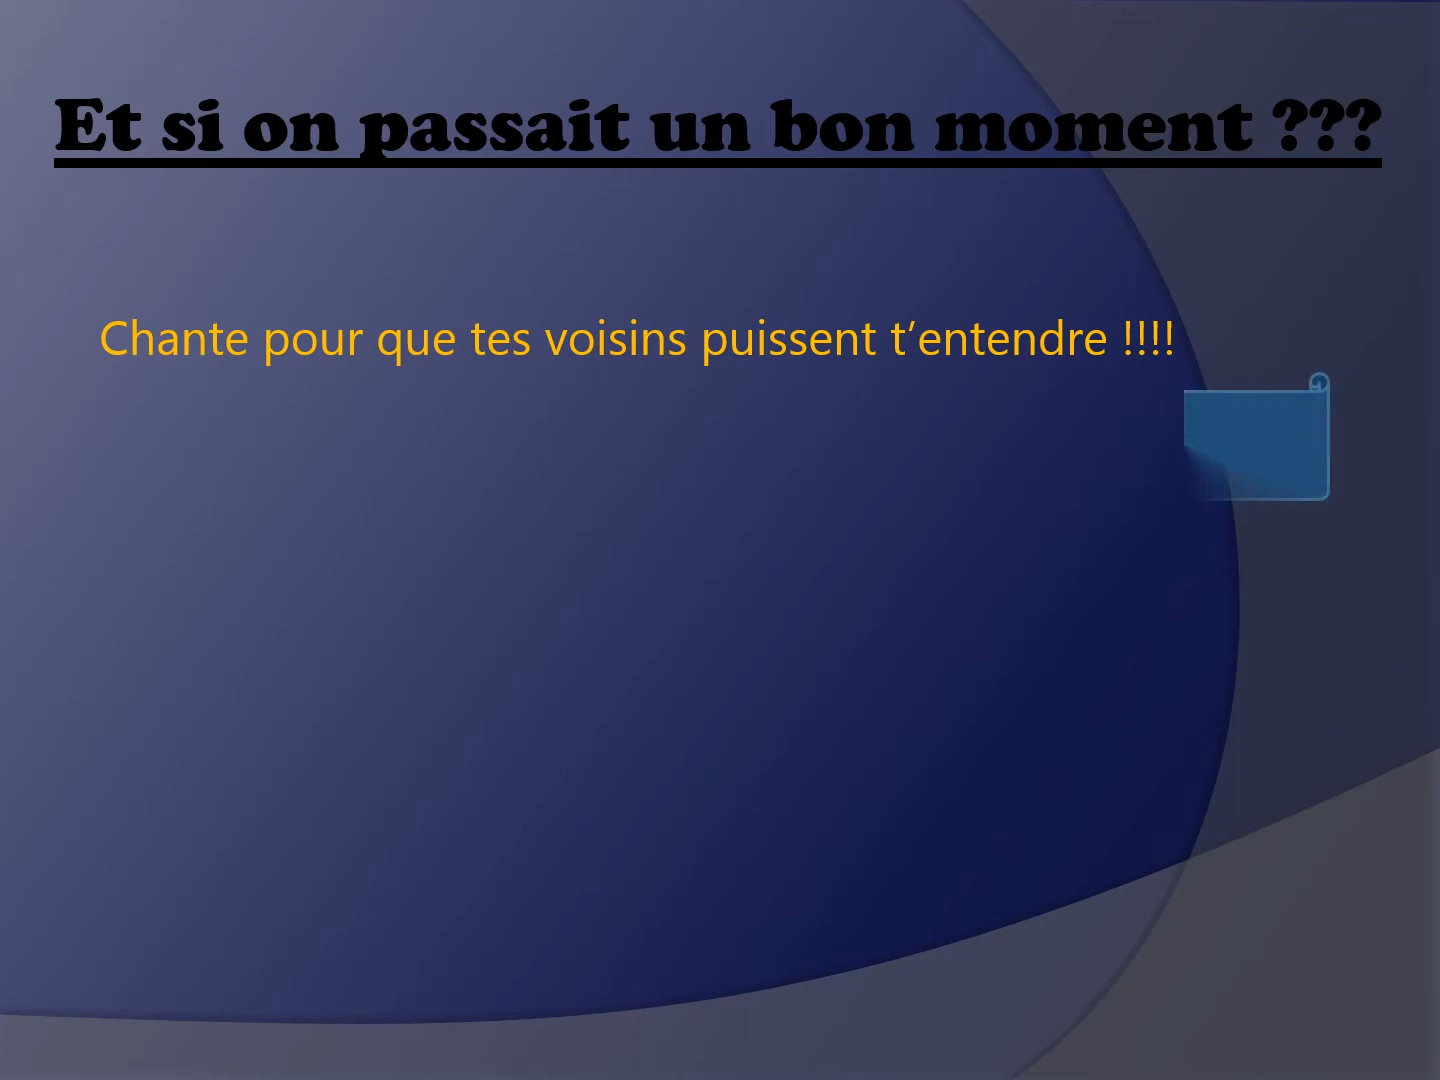 Et si on passait un bon moment ???
Chante pour que tes voisins puissent t’entendre !!!!